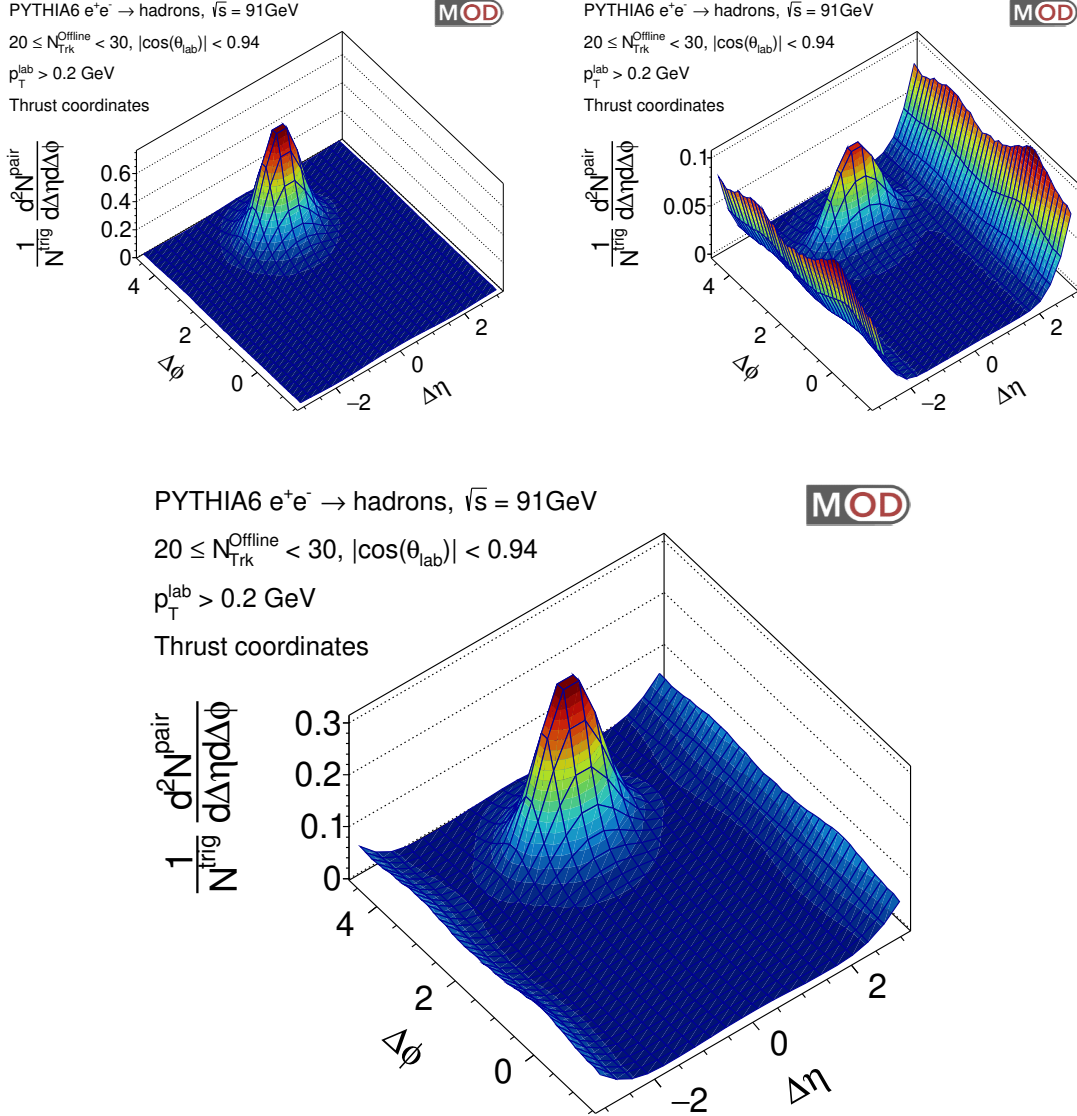 PYTHIA6 e⁺e⁻ → hadrons, √s = 91GeV
MOD
20 ≤ N_Trk^Offline < 30, |cos(θ_lab)| < 0.94
p_T^lab > 0.2 GeV
Thrust coordinates
1/N^trig d²N^pair/dΔηdΔφ
0.6
0.4
0.2
0
4
2
0
Δφ
−2
0
2
Δη
PYTHIA6 e⁺e⁻ → hadrons, √s = 91GeV
MOD
20 ≤ N_Trk^Offline < 30, |cos(θ_lab)| < 0.94
p_T^lab > 0.2 GeV
Thrust coordinates
1/N^trig d²N^pair/dΔηdΔφ
0.1
0.05
0
4
2
0
Δφ
−2
0
2
Δη
PYTHIA6 e⁺e⁻ → hadrons, √s = 91GeV
MOD
20 ≤ N_Trk^Offline < 30, |cos(θ_lab)| < 0.94
p_T^lab > 0.2 GeV
Thrust coordinates
1/N^trig d²N^pair/dΔηdΔφ
0.3
0.2
0.1
0
4
2
0
Δφ
−2
0
2
Δη